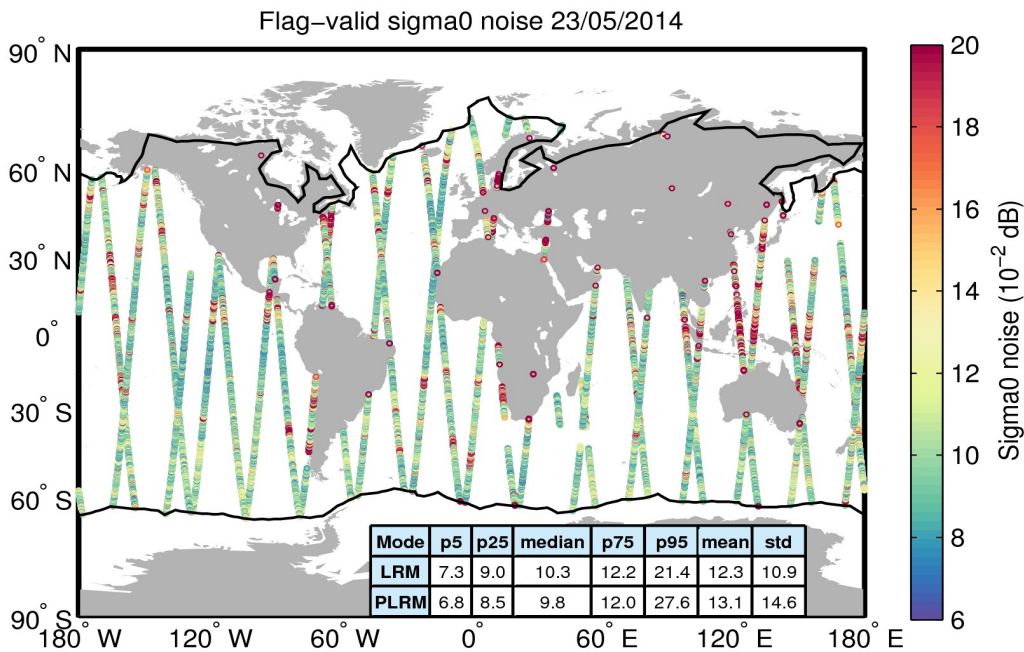 Flag−valid sigma0 noise 23/05/2014
90° N
60° N
30° N
0°
30° S
60° S
90° S
180° W
120° W
60° W
0°
60° E
120° E
180° E
Mode p5 p25 median p75 p95 mean std
LRM 7.3 9.0 10.3 12.2 21.4 12.3 10.9
PLRM 6.8 8.5 9.8 12.0 27.6 13.1 14.6
20
18
16
14
12
10
8
6
Sigma0 noise (10⁻² dB)